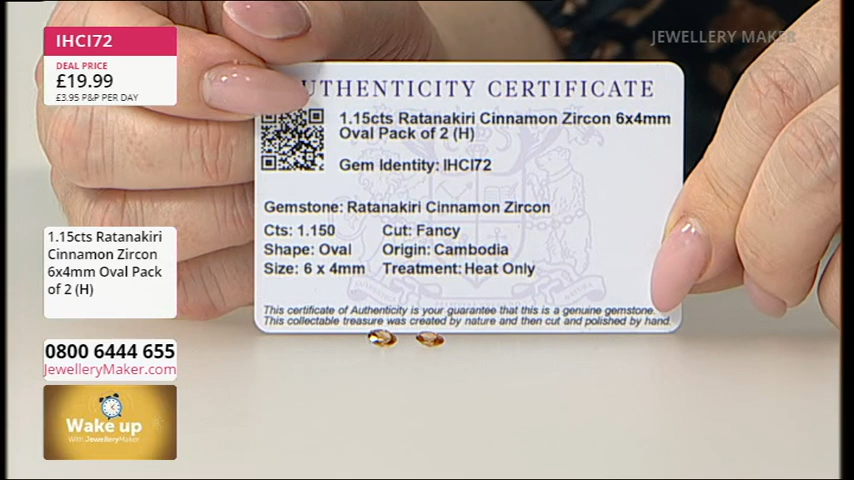 IHCI72
DEAL PRICE
£19.99
£3.95 P&P PER DAY
JEWELLERY MAKER
UTHENTICITY CERTIFICATE
1.15cts Ratanakiri Cinnamon Zircon 6x4mm
Oval Pack of 2 (H)
Gem Identity: IHCI72
Gemstone: Ratanakiri Cinnamon Zircon
Cts: 1.150 Cut: Fancy
Shape: Oval Origin: Cambodia
Size: 6 x 4mm Treatment: Heat Only
This certificate of Authenticity is your guarantee that this is a genuine gemstone.
This collectable treasure was created by nature and then cut and polished by hand.
1.15cts Ratanakiri
Cinnamon Zircon
6x4mm Oval Pack
of 2 (H)
0800 6444 655
JewelleryMaker.com
Wake up
With JewelleryMaker